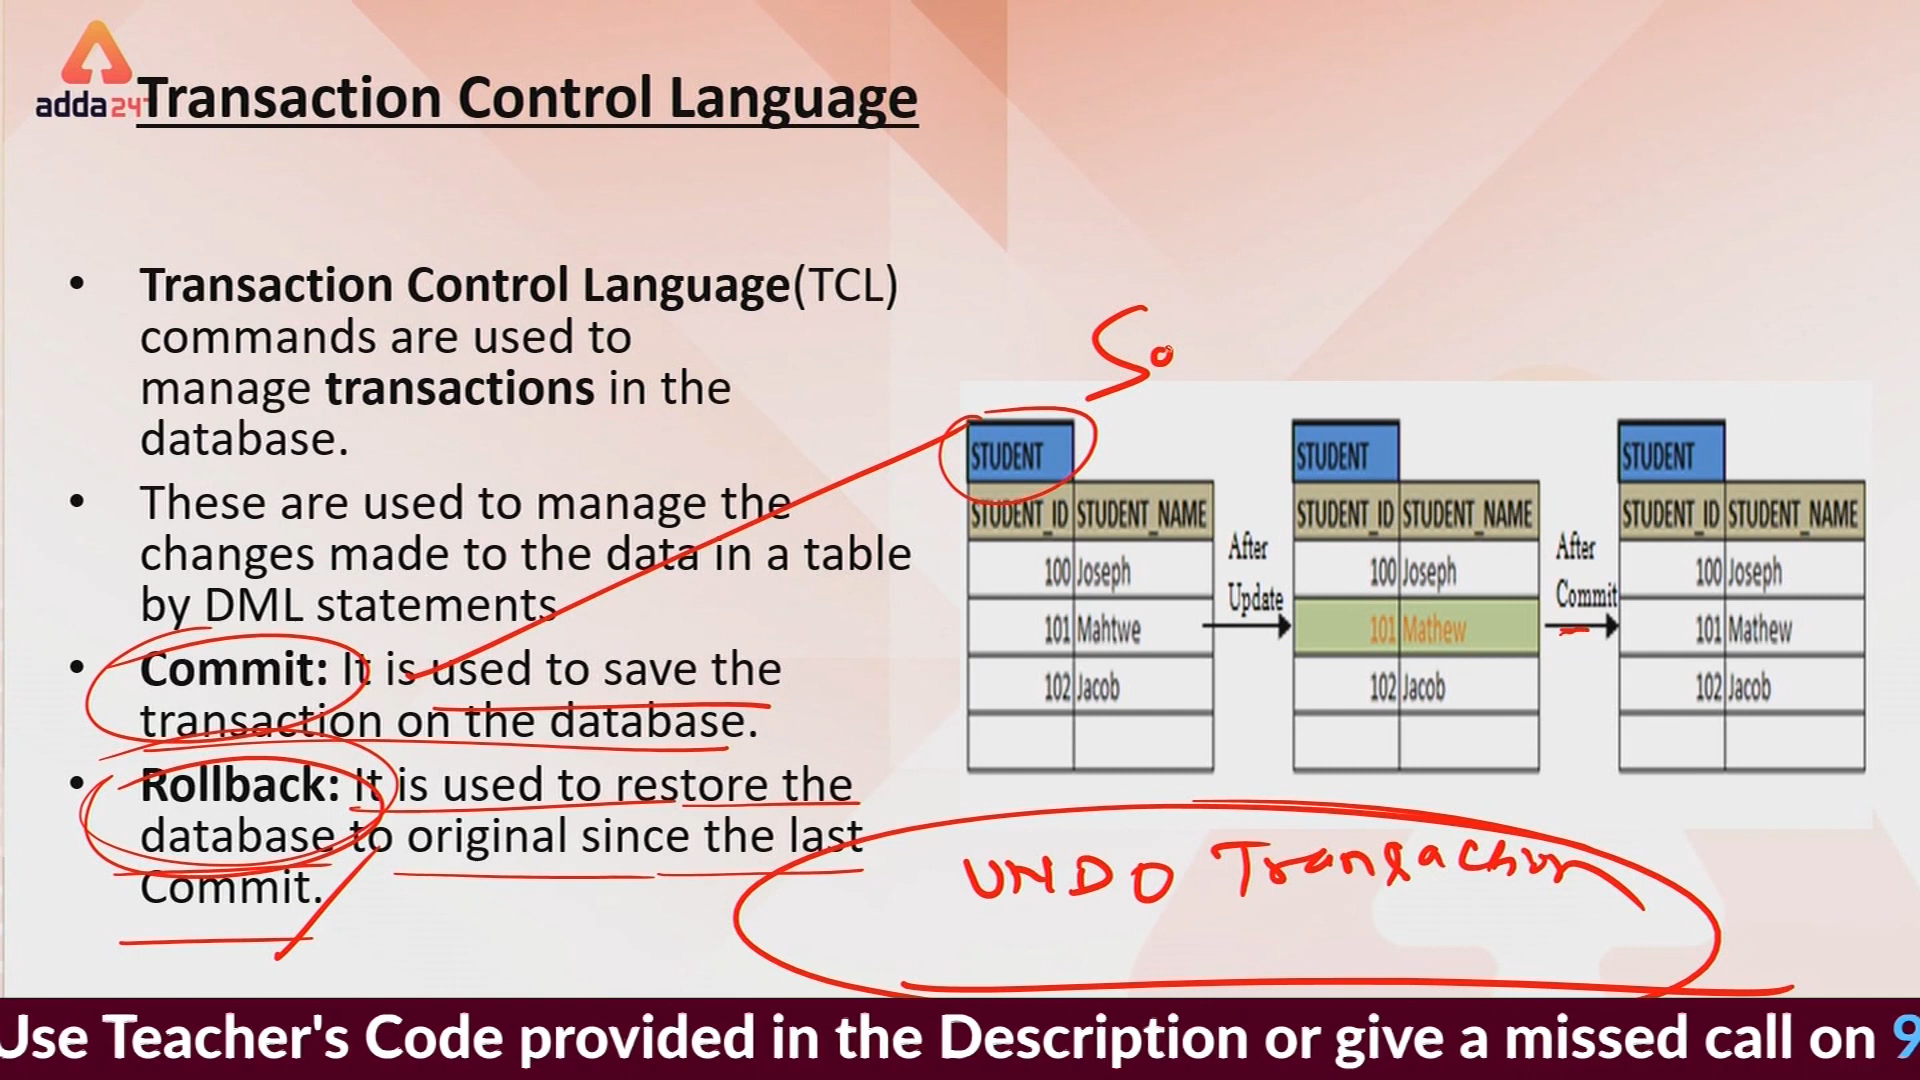 adda247
Transaction Control Language
• Transaction Control Language(TCL)
commands are used to
manage transactions in the
database.
• These are used to manage the
changes made to the data in a table
by DML statements
• Commit: It is used to save the
transaction on the database.
• Rollback: It is used to restore the
database to original since the last
Commit.
So
STUDENT
STUDENT_ID STUDENT_NAME
100 Joseph
101 Mahtwe
102 Jacob
After
Update
STUDENT
STUDENT_ID STUDENT_NAME
100 Joseph
101 Mathew
102 Jacob
After
Commit
STUDENT
STUDENT_ID STUDENT_NAME
100 Joseph
101 Mathew
102 Jacob
UNDO Transaction
Use Teacher's Code provided in the Description or give a missed call on 9